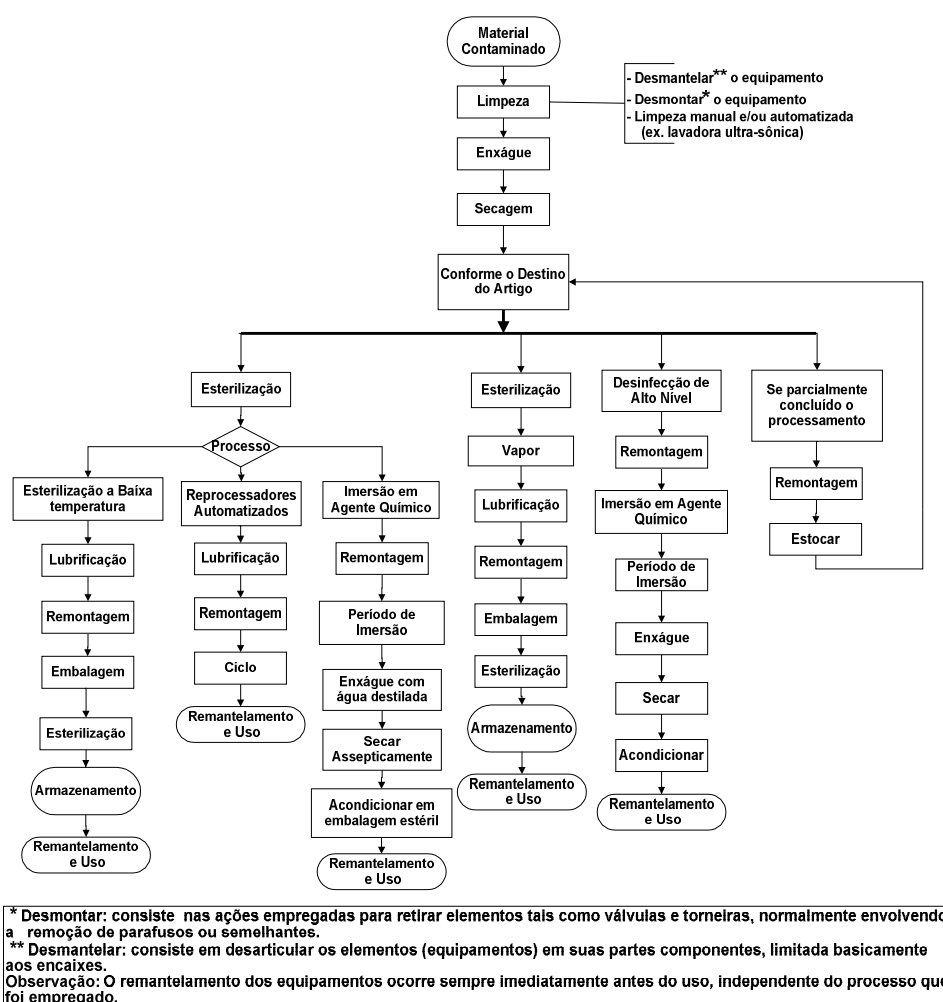 Material
Contaminado
Limpeza
- Desmantelar** o equipamento
- Desmontar* o equipamento
- Limpeza manual e/ou automatizada
(ex. lavadora ultra-sônica)
Enxágue
Secagem
Conforme o Destino
do Artigo
Esterilização
Processo
Esterilização a Baíxa
temperatura
Lubrificação
Remontagem
Embalagem
Esterilização
Armazenamento
Remantelamento
e Uso
Reprocessadores
Automatizados
Lubrificação
Remontagem
Ciclo
Remantelamento
e Uso
Imersão em
Agente Químico
Remontagem
Período de
Imersão
Enxágue com
água destilada
Secar
Assepticamente
Acondicionar em
embalagem estéril
Remantelamento
e Uso
Esterilização
Vapor
Lubrificação
Remontagem
Embalagem
Esterilização
Armazenamento
Remantelamento
e Uso
Desinfecção de
Alto Nível
Remontagem
Imersão em Agente
Químico
Período de
Imersão
Enxágue
Secar
Acondicionar
Remantelamento
e Uso
Se parcialmente
concluído o
processamento
Remontagem
Estocar
* Desmontar: consiste nas ações empregadas para retirar elementos tais como válvulas e torneiras, normalmente envolvendo
a remoção de parafusos ou semelhantes.
** Desmantelar: consiste em desarticular os elementos (equipamentos) em suas partes componentes, limitada basicamente
aos encaixes.
Observação: O remantelamento dos equipamentos ocorre sempre imediatamente antes do uso, independente do processo que
foi empregado.